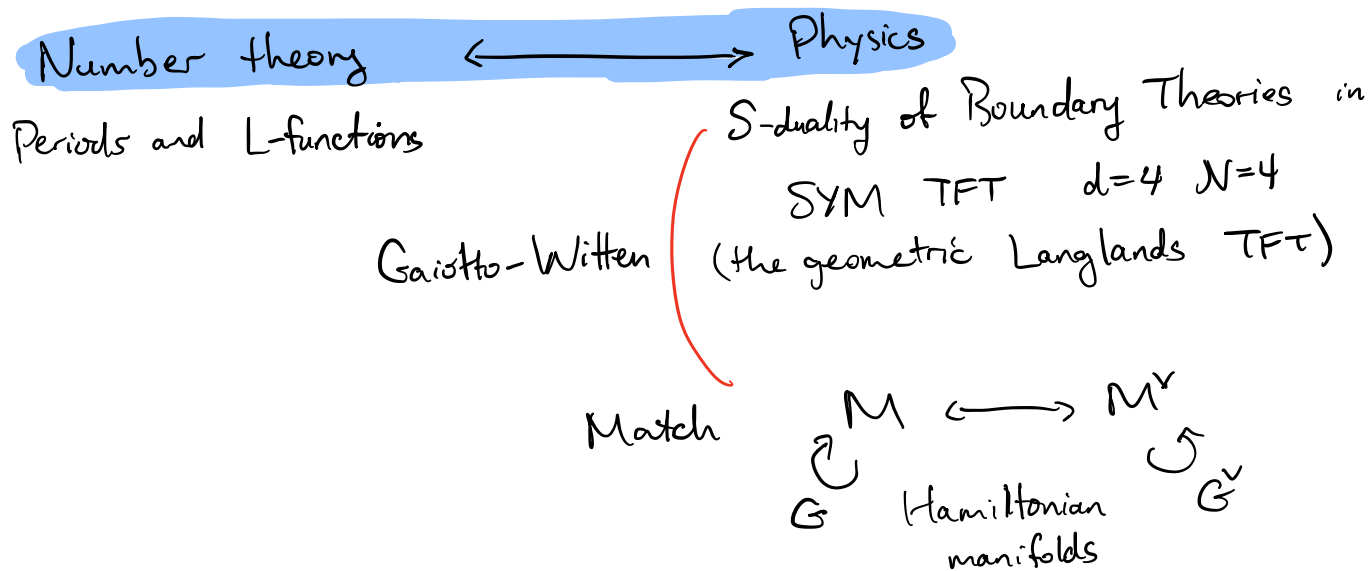 Number theory ⟷ Physics
Periods and L-functions
S-duality of Boundary Theories in
SYM TFT d=4 N=4
Gaiotto-Witten (the geometric Langlands TFT)
Match M ⟷ M^∨
G G^∨
Hamiltonian
manifolds